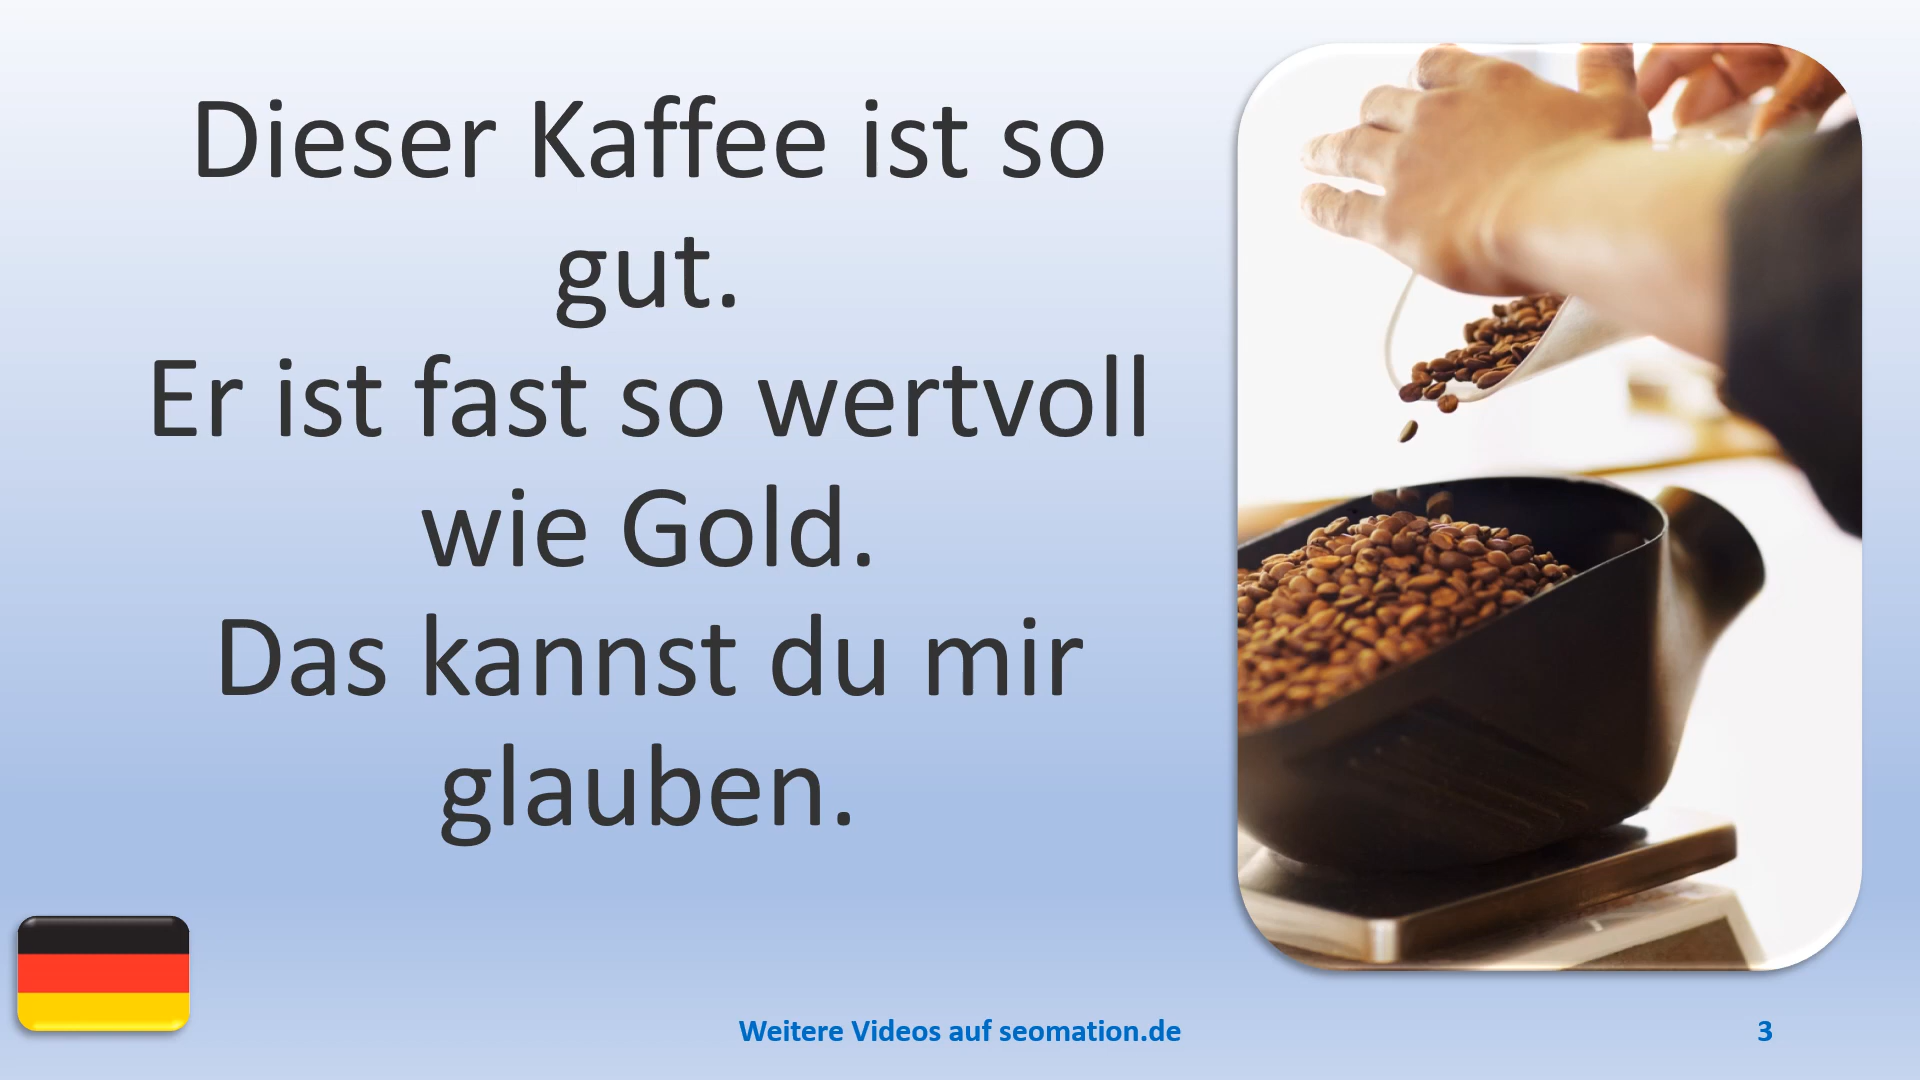 Dieser Kaffee ist so
gut.
Er ist fast so wertvoll
wie Gold.
Das kannst du mir
glauben.
Weitere Videos auf seomation.de
3